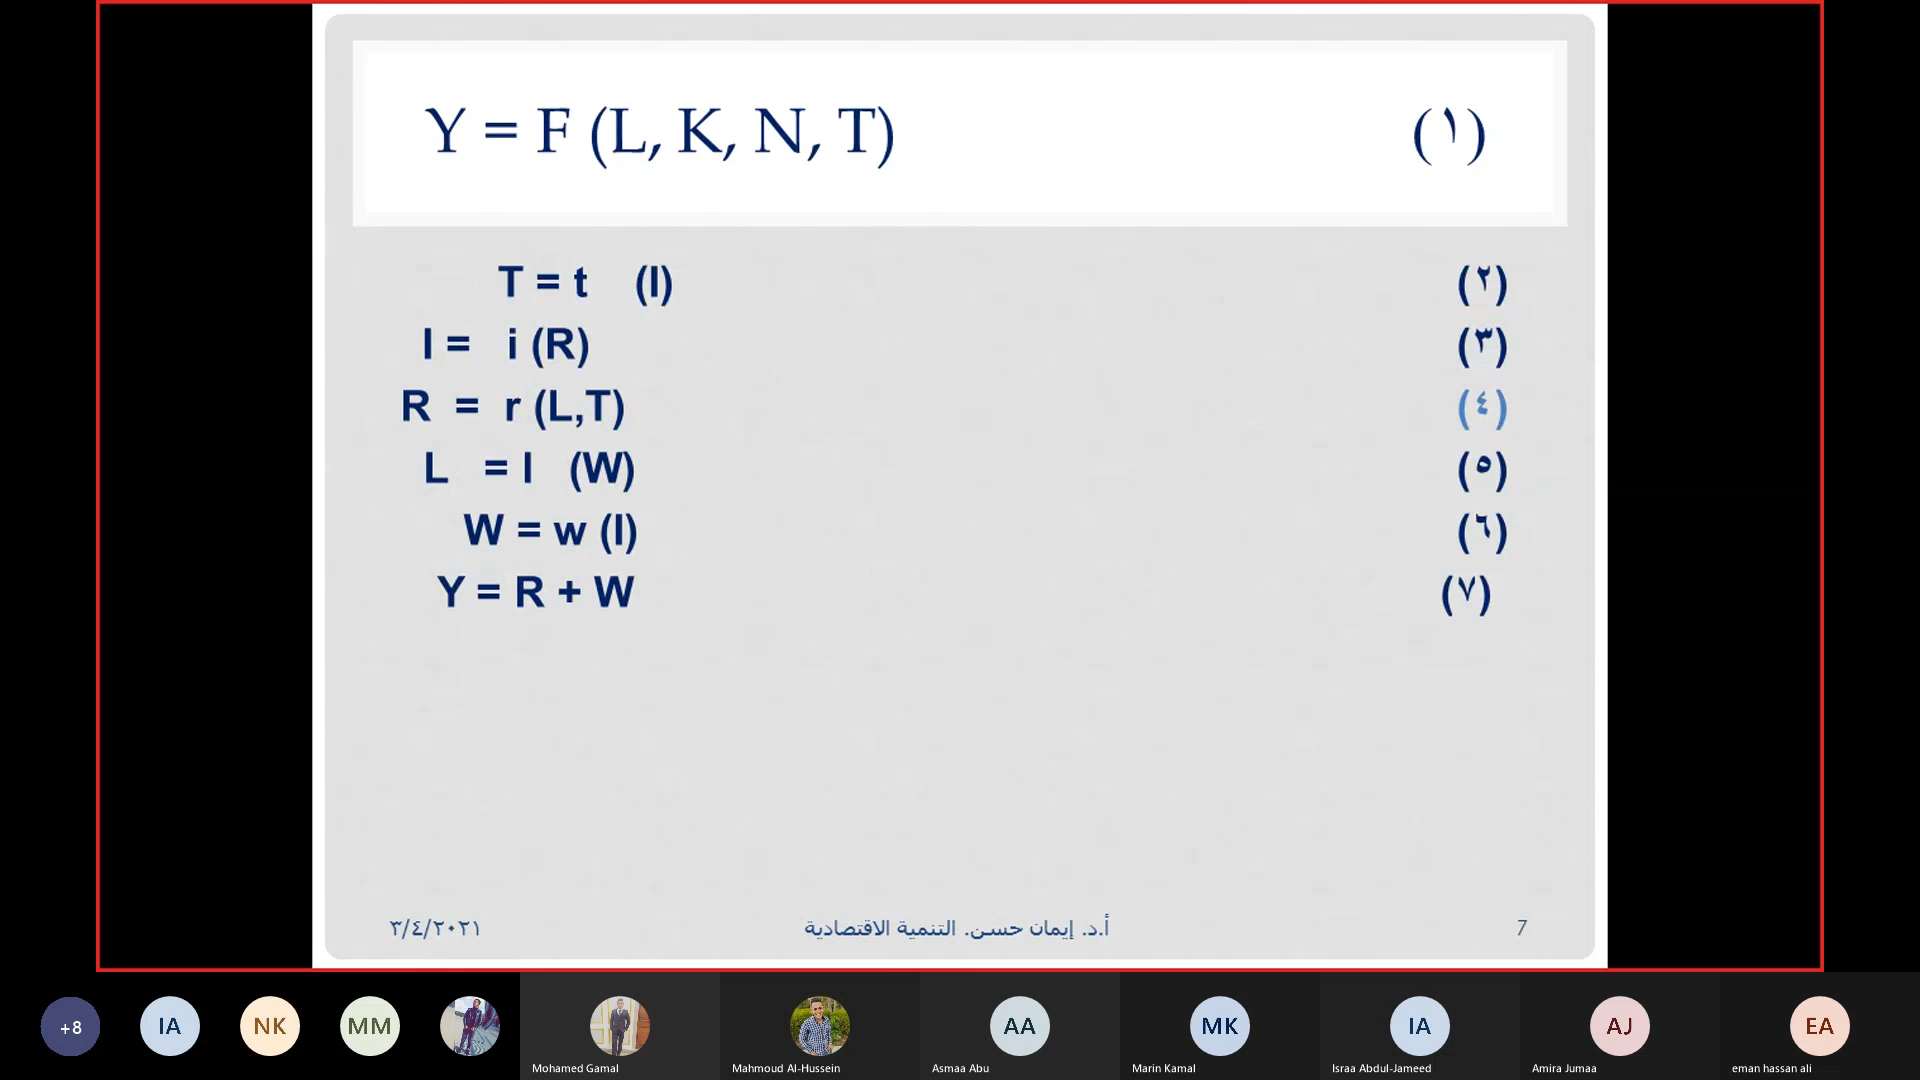 Y = F (L, K, N, T) (١)
T = t (I) (٢)
I = i (R) (٣)
R = r (L,T) (٤)
L = l (W) (٥)
W = w (I) (٦)
Y = R + W (٧)
٣/٤/٢٠٢١ أ.د. إيمان حسن. التنمية الاقتصادية 7
+8 IA NK MM AA MK IA AJ EA
Mohamed Gamal Mahmoud Al-Hussein Asmaa Abu Marin Kamal Israa Abdul-Jameed Amira Jumaa eman hassan ali